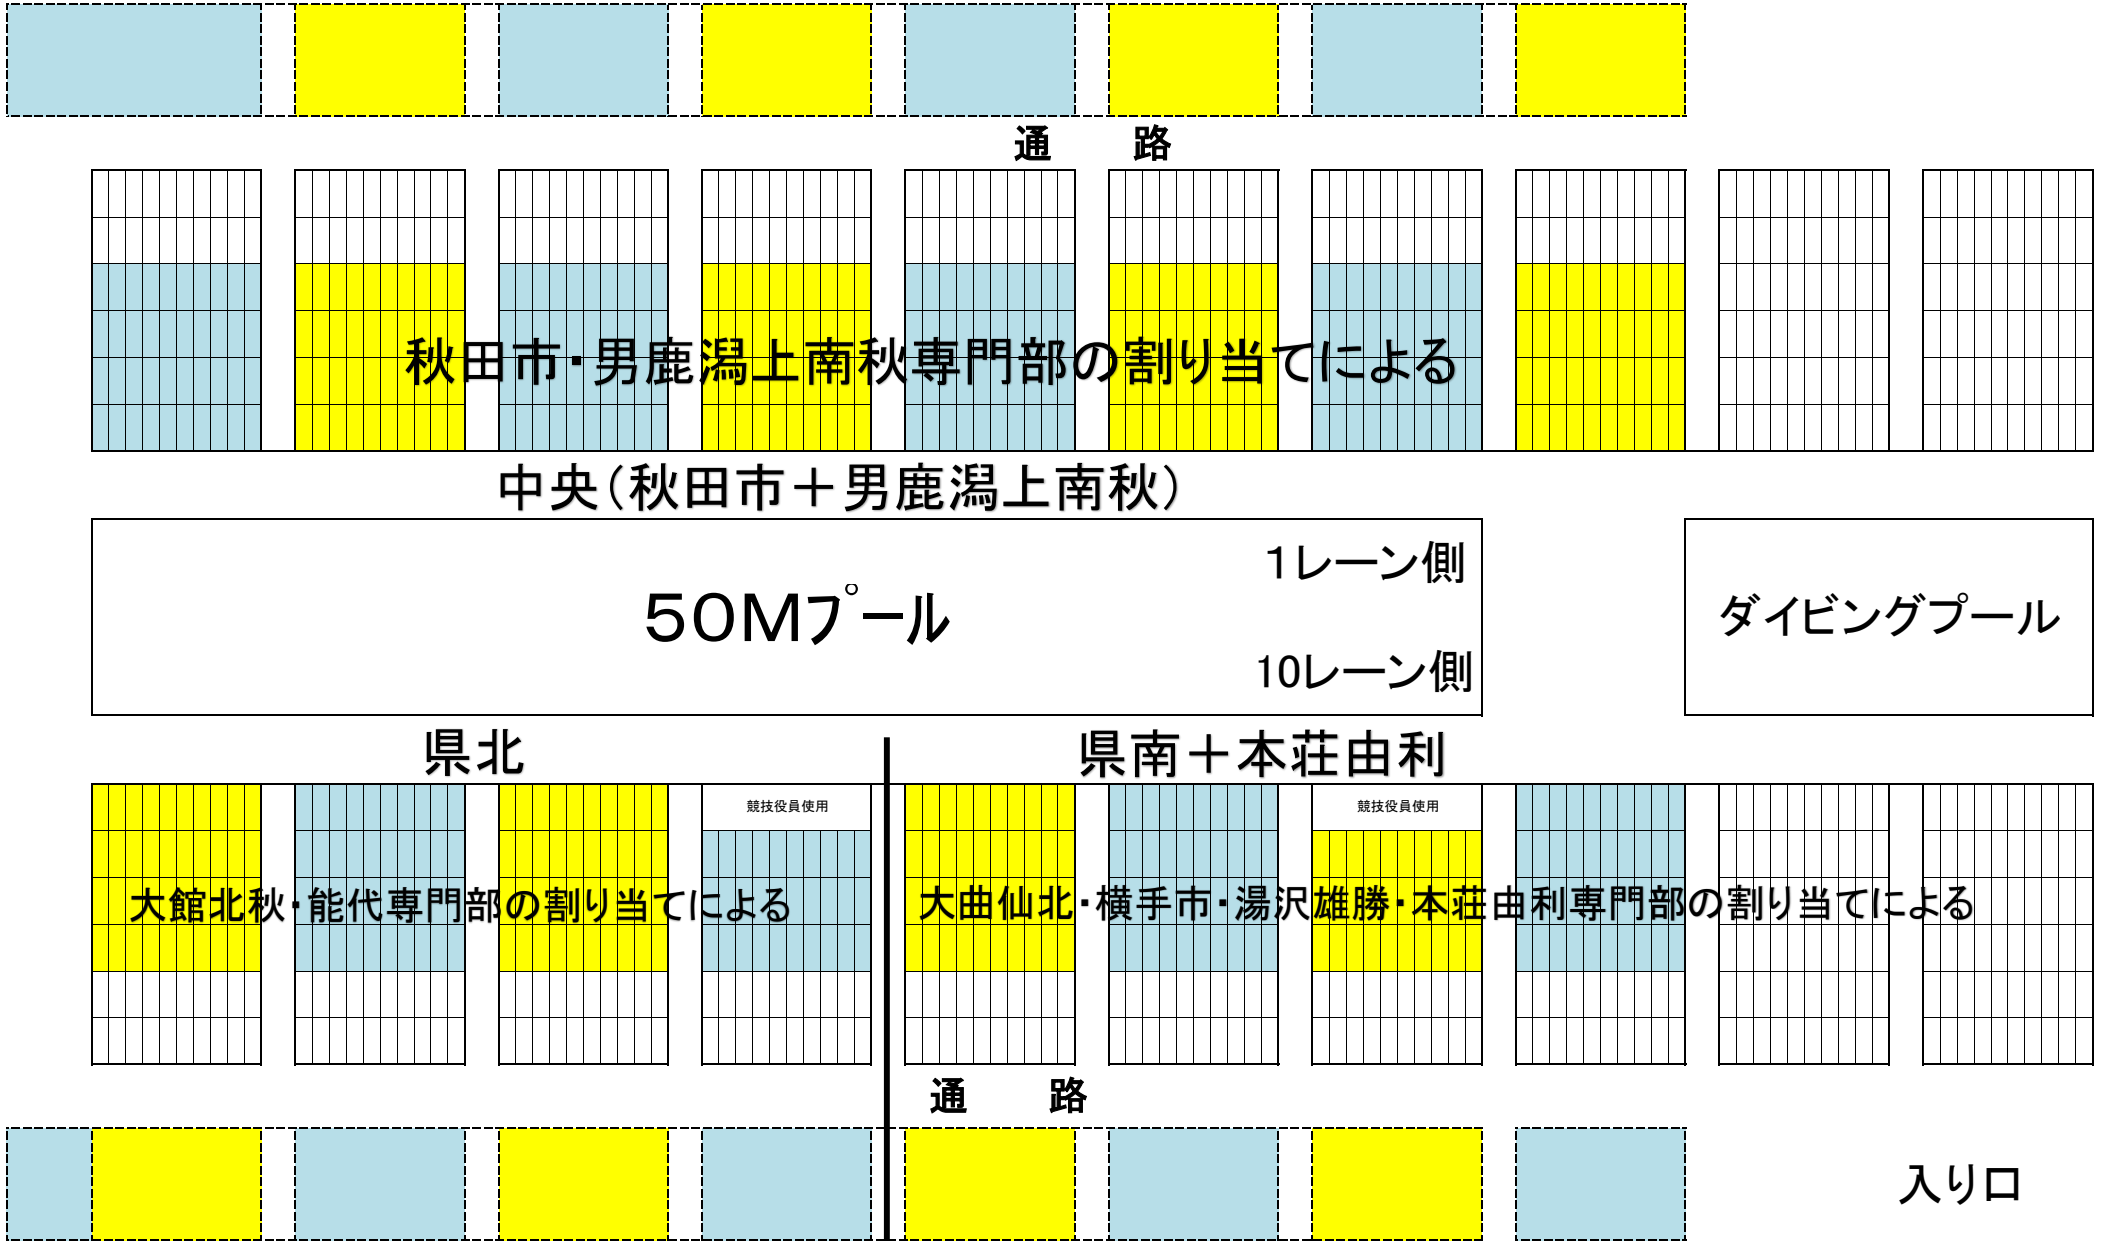 通　路
秋田市・男鹿潟上南秋専門部の割り当てによる
中央（秋田市＋男鹿潟上南秋）
１レーン側
５０Ｍﾌﾟｰﾙ
ダイビングプール
10レーン側
県北
県南＋本荘由利
競技役員使用
競技役員使用
大館北秋・能代専門部の割り当てによる
大曲仙北・横手市・湯沢雄勝・本荘由利専門部の割り当てによる
通　路
入り口